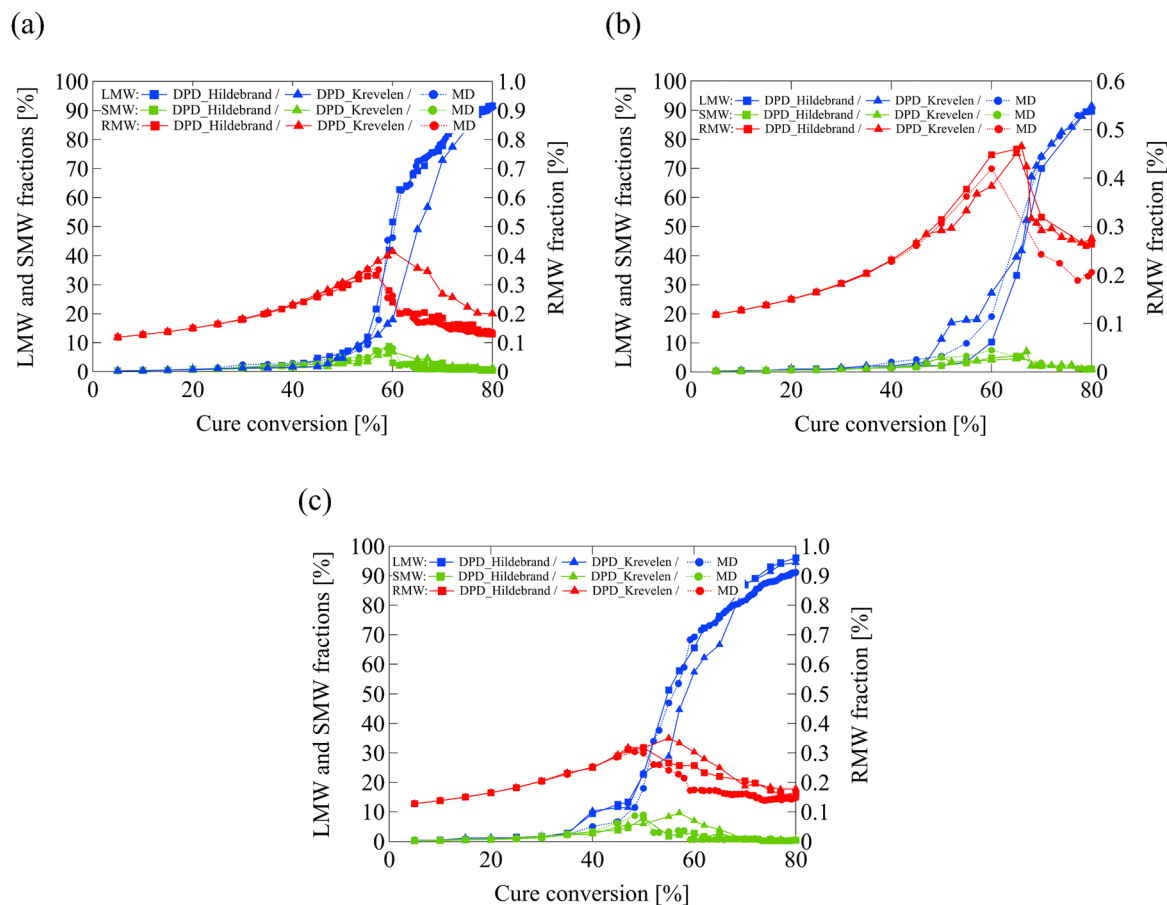 (a)
LMW and SMW fractions [%]
100
90
80
70
60
50
40
30
20
10
0
LMW: DPD_Hildebrand / DPD_Krevelen / MD
SMW: DPD_Hildebrand / DPD_Krevelen / MD
RMW: DPD_Hildebrand / DPD_Krevelen / MD
1.0
0.9
0.8
0.7
0.6
0.5
0.4
0.3
0.2
0.1
0
RMW fraction [%]
0 20 40 60 80
Cure conversion [%]
(b)
LMW and SMW fractions [%]
100
90
80
70
60
50
40
30
20
10
0
LMW: DPD_Hildebrand / DPD_Krevelen / MD
SMW: DPD_Hildebrand / DPD_Krevelen / MD
RMW: DPD_Hildebrand / DPD_Krevelen / MD
0.6
0.5
0.4
0.3
0.2
0.1
0
RMW fraction [%]
0 20 40 60 80
Cure conversion [%]
(c)
LMW and SMW fractions [%]
100
90
80
70
60
50
40
30
20
10
0
LMW: DPD_Hildebrand / DPD_Krevelen / MD
SMW: DPD_Hildebrand / DPD_Krevelen / MD
RMW: DPD_Hildebrand / DPD_Krevelen / MD
1.0
0.9
0.8
0.7
0.6
0.5
0.4
0.3
0.2
0.1
0
RMW fraction [%]
0 20 40 60 80
Cure conversion [%]